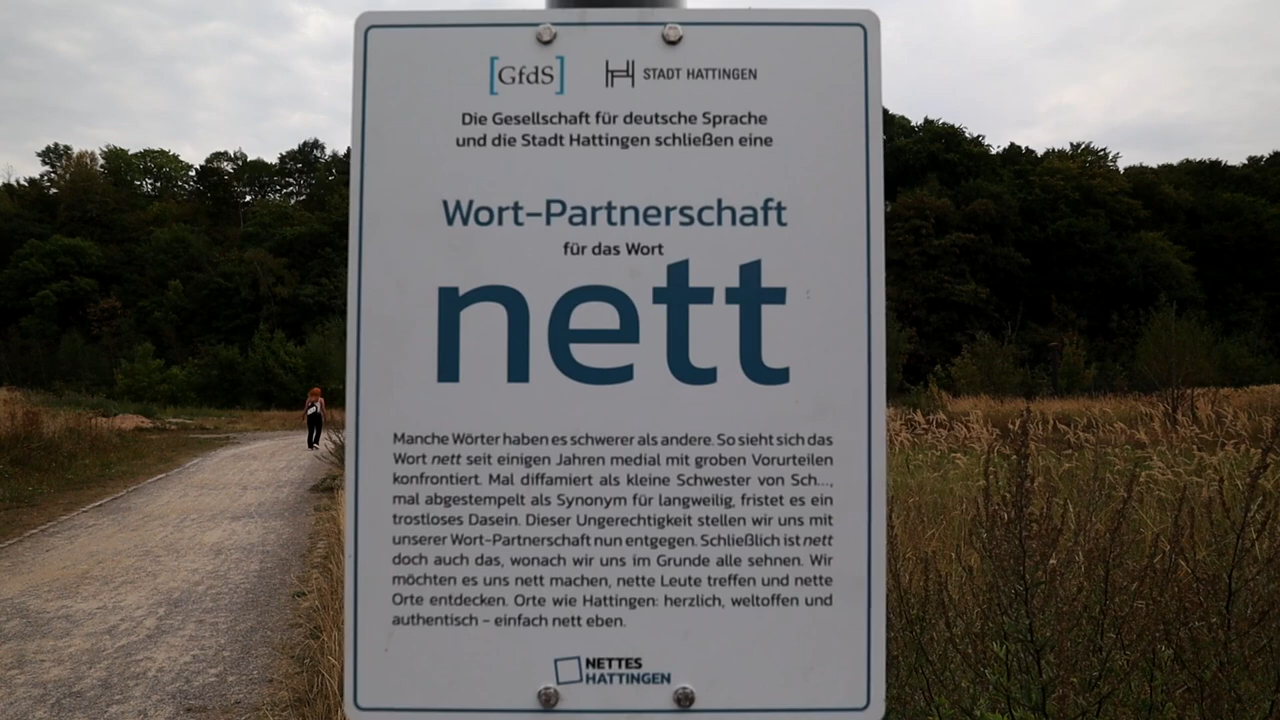 [GfdS] STADT HATTINGEN
Die Gesellschaft für deutsche Sprache
und die Stadt Hattingen schließen eine
Wort-Partnerschaft
für das Wort
nett
Manche Wörter haben es schwerer als andere. So sieht sich das
Wort nett seit einigen Jahren medial mit groben Vorurteilen
konfrontiert. Mal diffamiert als kleine Schwester von Sch...,
mal abgestempelt als Synonym für langweilig, fristet es ein
trostloses Dasein. Dieser Ungerechtigkeit stellen wir uns mit
unserer Wort-Partnerschaft nun entgegen. Schließlich ist nett
doch auch das, wonach wir uns im Grunde alle sehnen. Wir
möchten es uns nett machen, nette Leute treffen und nette
Orte entdecken. Orte wie Hattingen: herzlich, weltoffen und
authentisch – einfach nett eben.
NETTES
HATTINGEN